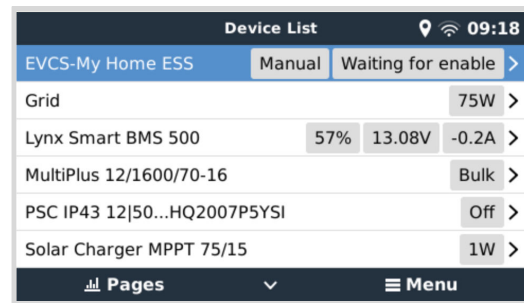 Device List 09:18
EVCS-My Home ESS Manual Waiting for enable
Grid 75W
Lynx Smart BMS 500 57% 13.08V -0.2A
MultiPlus 12/1600/70-16 Bulk
PSC IP43 12|50...HQ2007P5YSI Off
Solar Charger MPPT 75/15 1W
Pages Menu